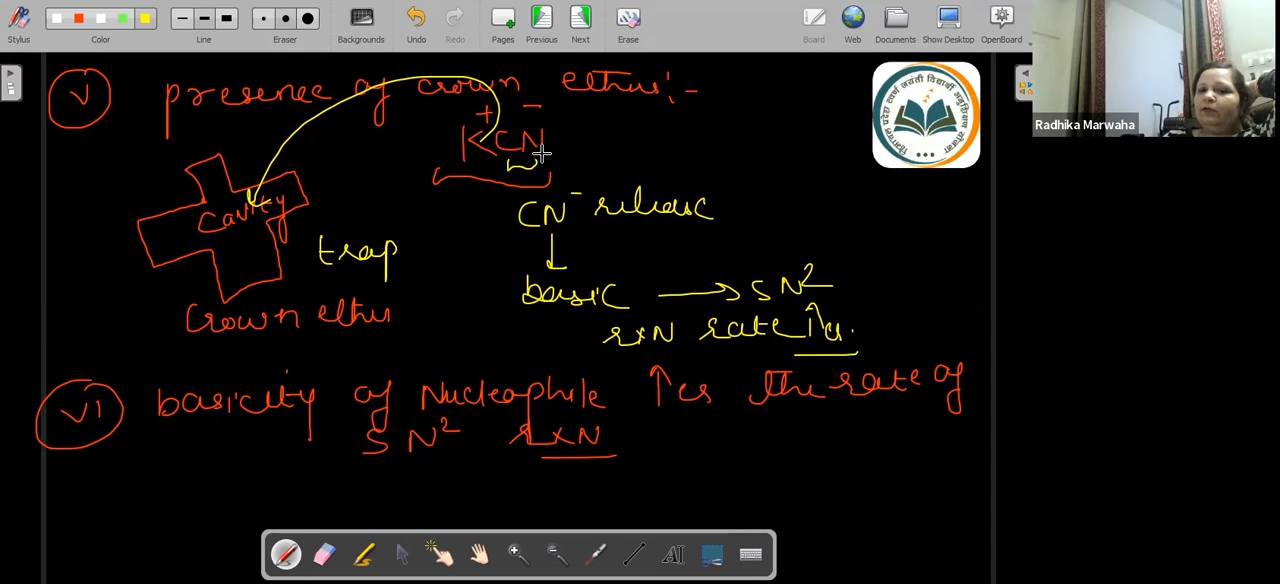 Stylus Color Line Eraser Backgrounds Undo Redo Pages Previous Next Erase Board Web Documents Show Desktop OpenBoard
Radhika Marwaha
V presence of crown ether:-
K+ CN-
Cavity
CN- release
trap
basic → SN2
Crown ether
rxN rate ↑es.
VI basicity of Nucleophile ↑es the rate of
SN2 rxN
AI